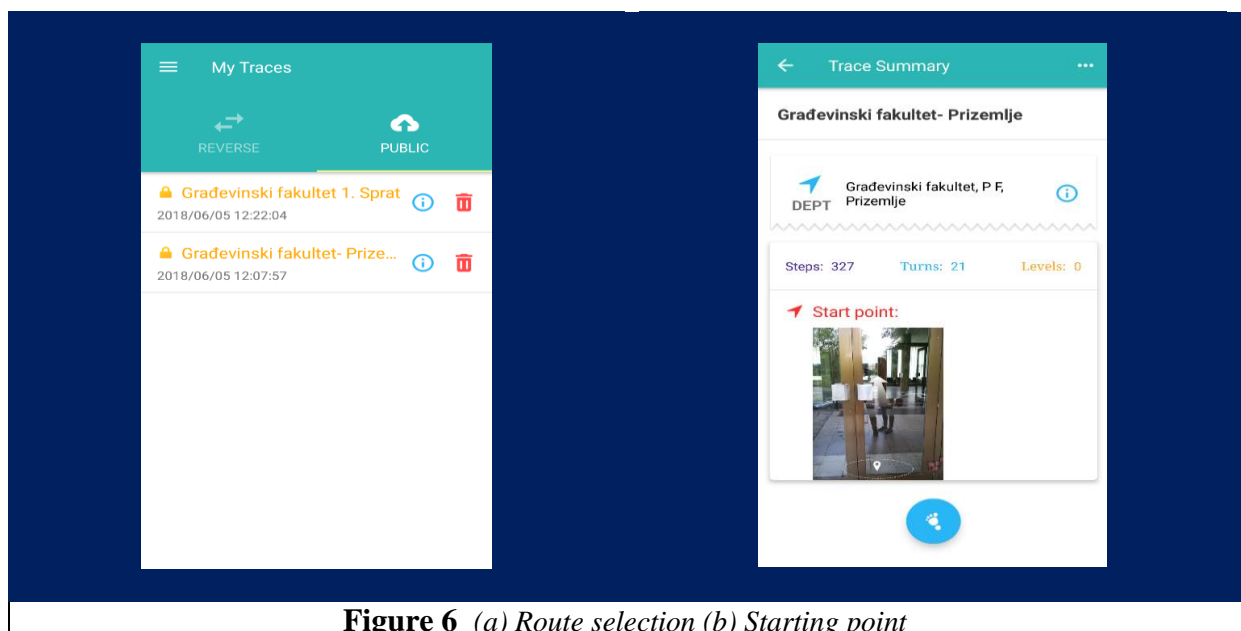 My Traces
REVERSE
PUBLIC
Građevinski fakultet 1. Sprat
2018/06/05 12:22:04
Građevinski fakultet- Prize...
2018/06/05 12:07:57
Trace Summary
Građevinski fakultet- Prizemlje
DEPT
Građevinski fakultet, P F,
Prizemlje
Steps: 327 Turns: 21 Levels: 0
Start point:
Figure 6 (a) Route selection (b) Starting point